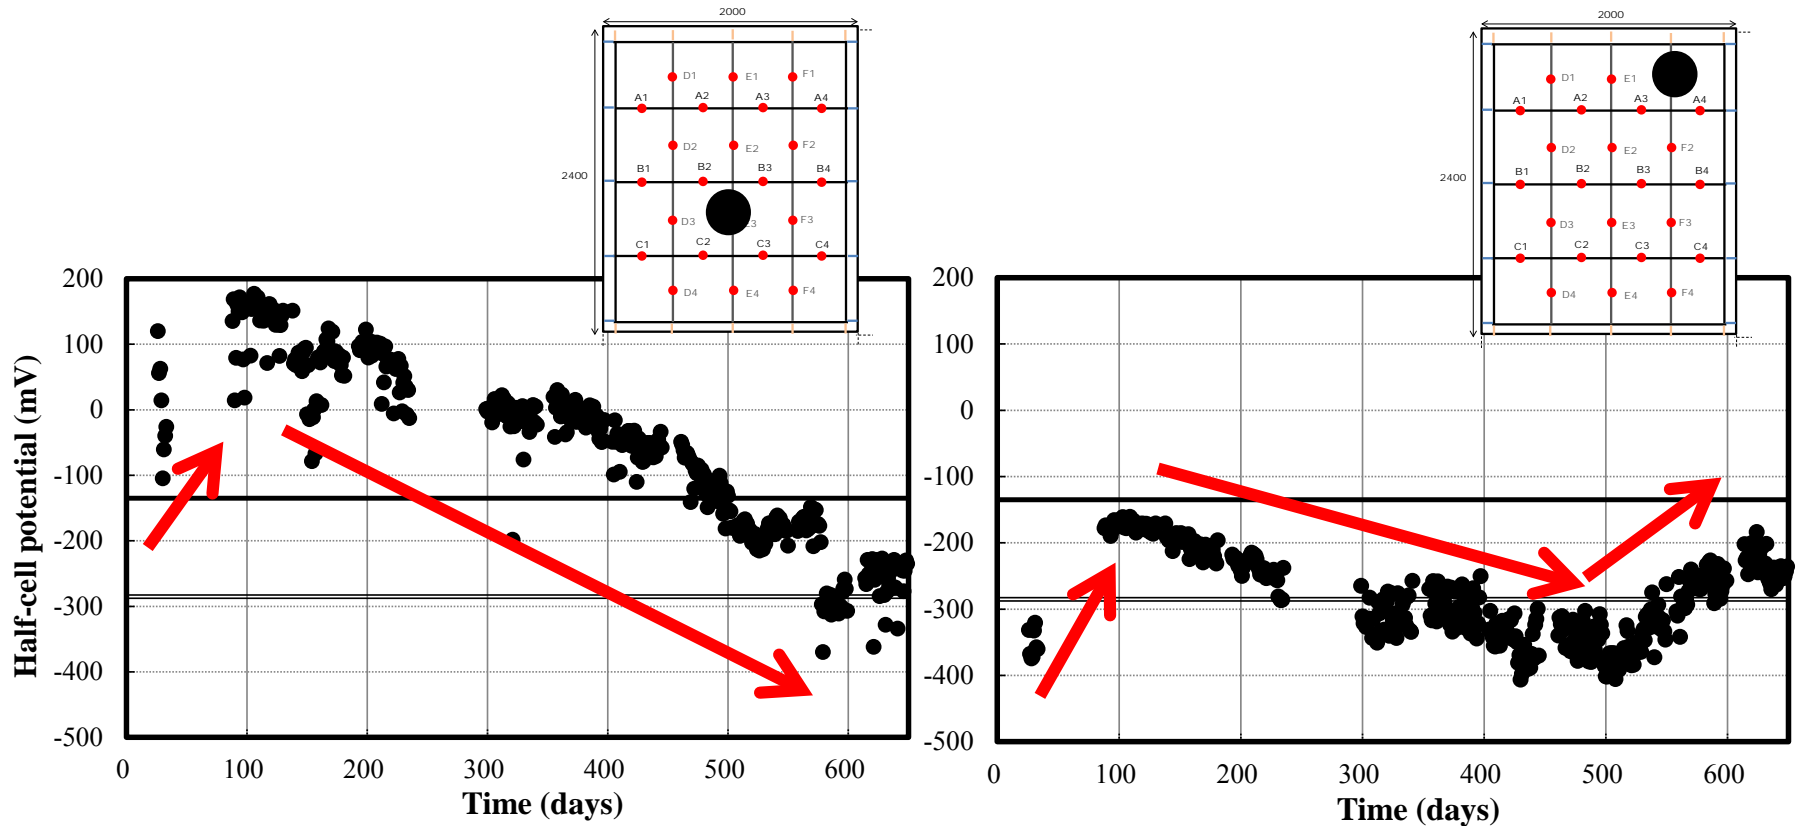 2000
2400
D1
E1
F1
A1
A2
A3
A4
D2
E2
F2
B1
B2
B3
B4
D3
F3
C1
C2
C3
C4
D4
E4
F4
Half-cell potential (mV)
200
100
0
-100
-200
-300
-400
-500
0
100
200
300
400
500
600
Time (days)
2000
2400
D1
E1
A1
A2
A3
A4
D2
E2
F2
B1
B2
B3
B4
D3
E3
F3
C1
C2
C3
C4
D4
E4
F4
200
100
0
-100
-200
-300
-400
-500
0
100
200
300
400
500
600
Time (days)